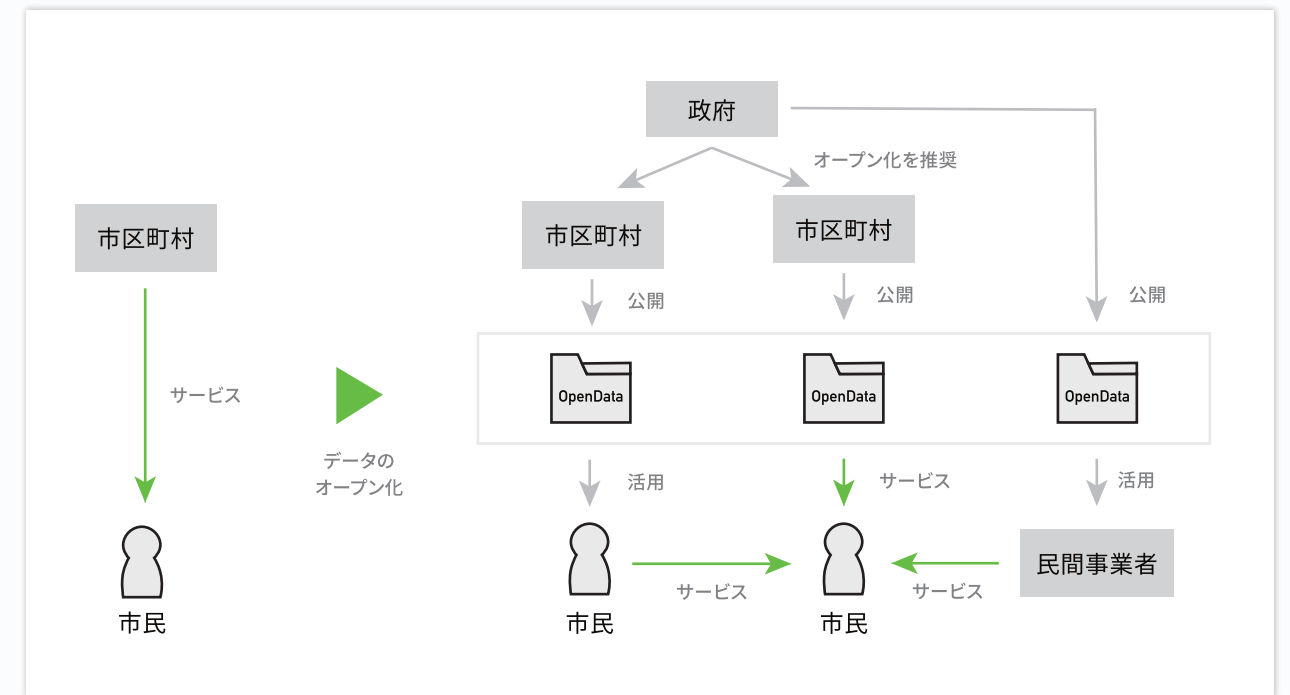 市区町村
サービス
市民
データの
オープン化
政府
オープン化を推奨
市区町村
市区町村
公開
公開
公開
OpenData
OpenData
OpenData
活用
サービス
活用
市民
サービス
市民
サービス
民間事業者